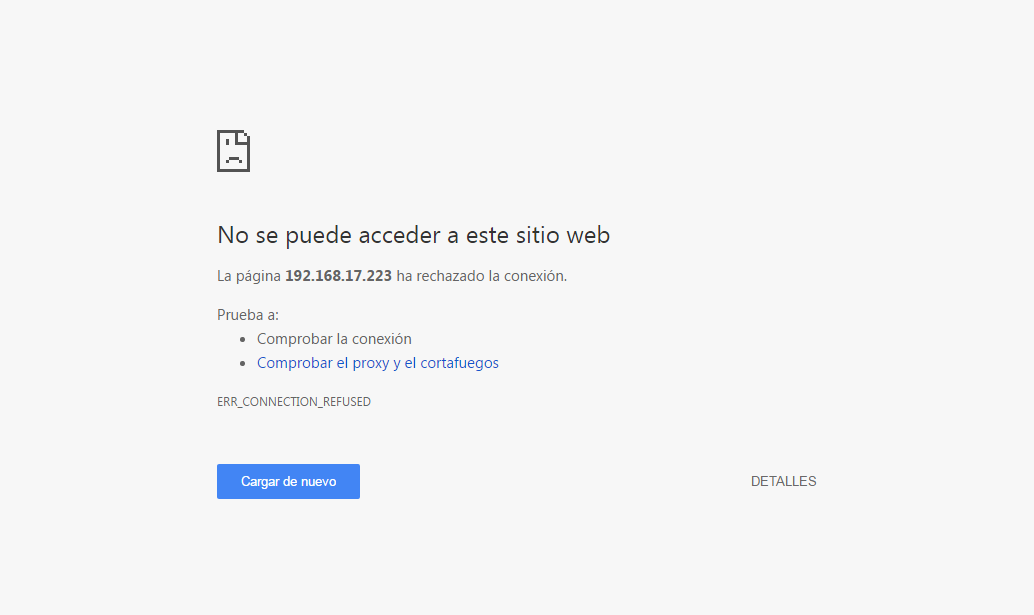 No se puede acceder a este sitio web
La página 192.168.17.223 ha rechazado la conexión.
Prueba a:
Comprobar la conexión
Comprobar el proxy y el cortafuegos
ERR_CONNECTION_REFUSED
Cargar de nuevo
DETALLES